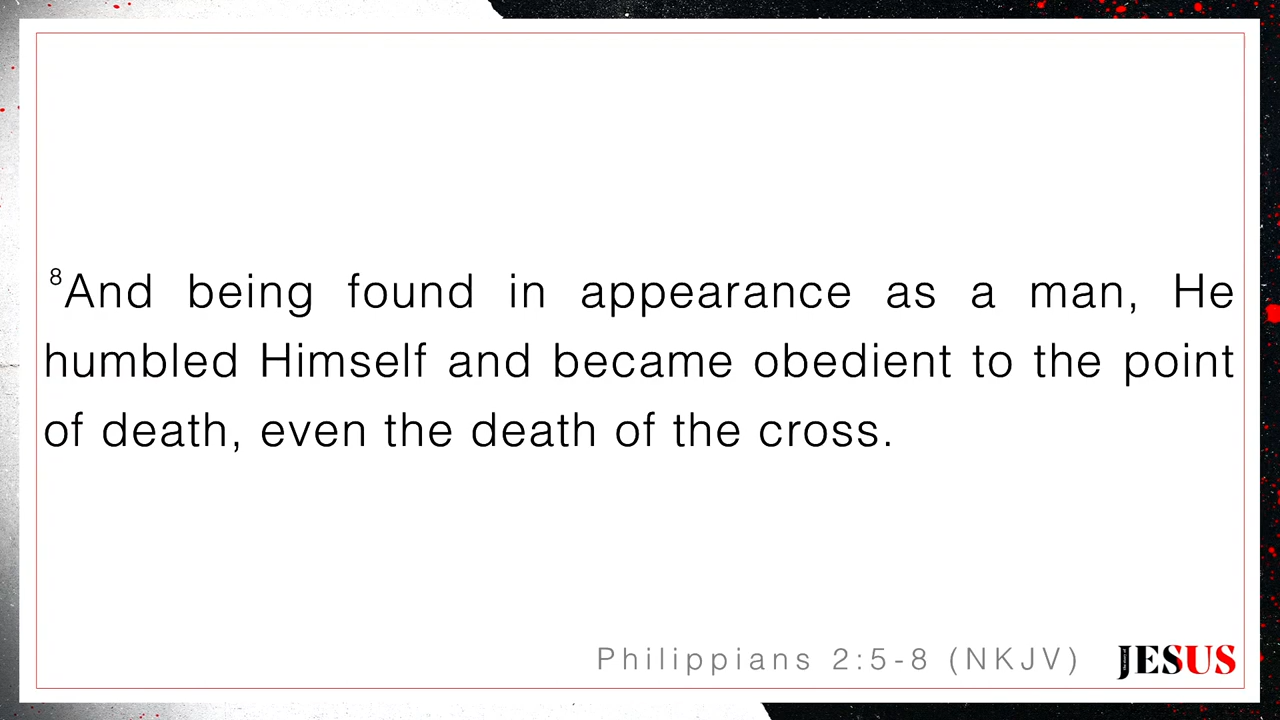 ⁸And being found in appearance as a man, He
humbled Himself and became obedient to the point
of death, even the death of the cross.
Philippians 2:5-8 (NKJV)
JESUS